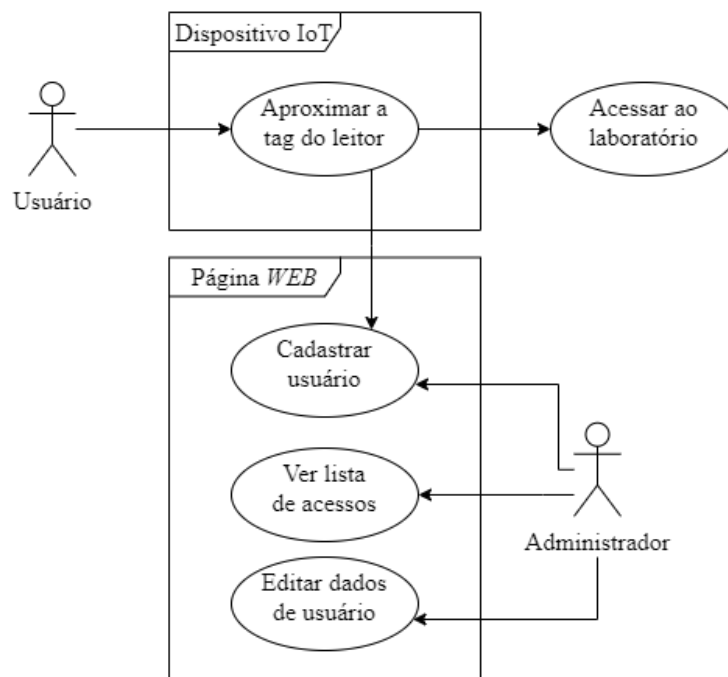 Dispositivo IoT
Aproximar a
tag do leitor
Acessar ao
laboratório
Usuário
Página WEB
Cadastrar
usuário
Ver lista
de acessos
Administrador
Editar dados
de usuário